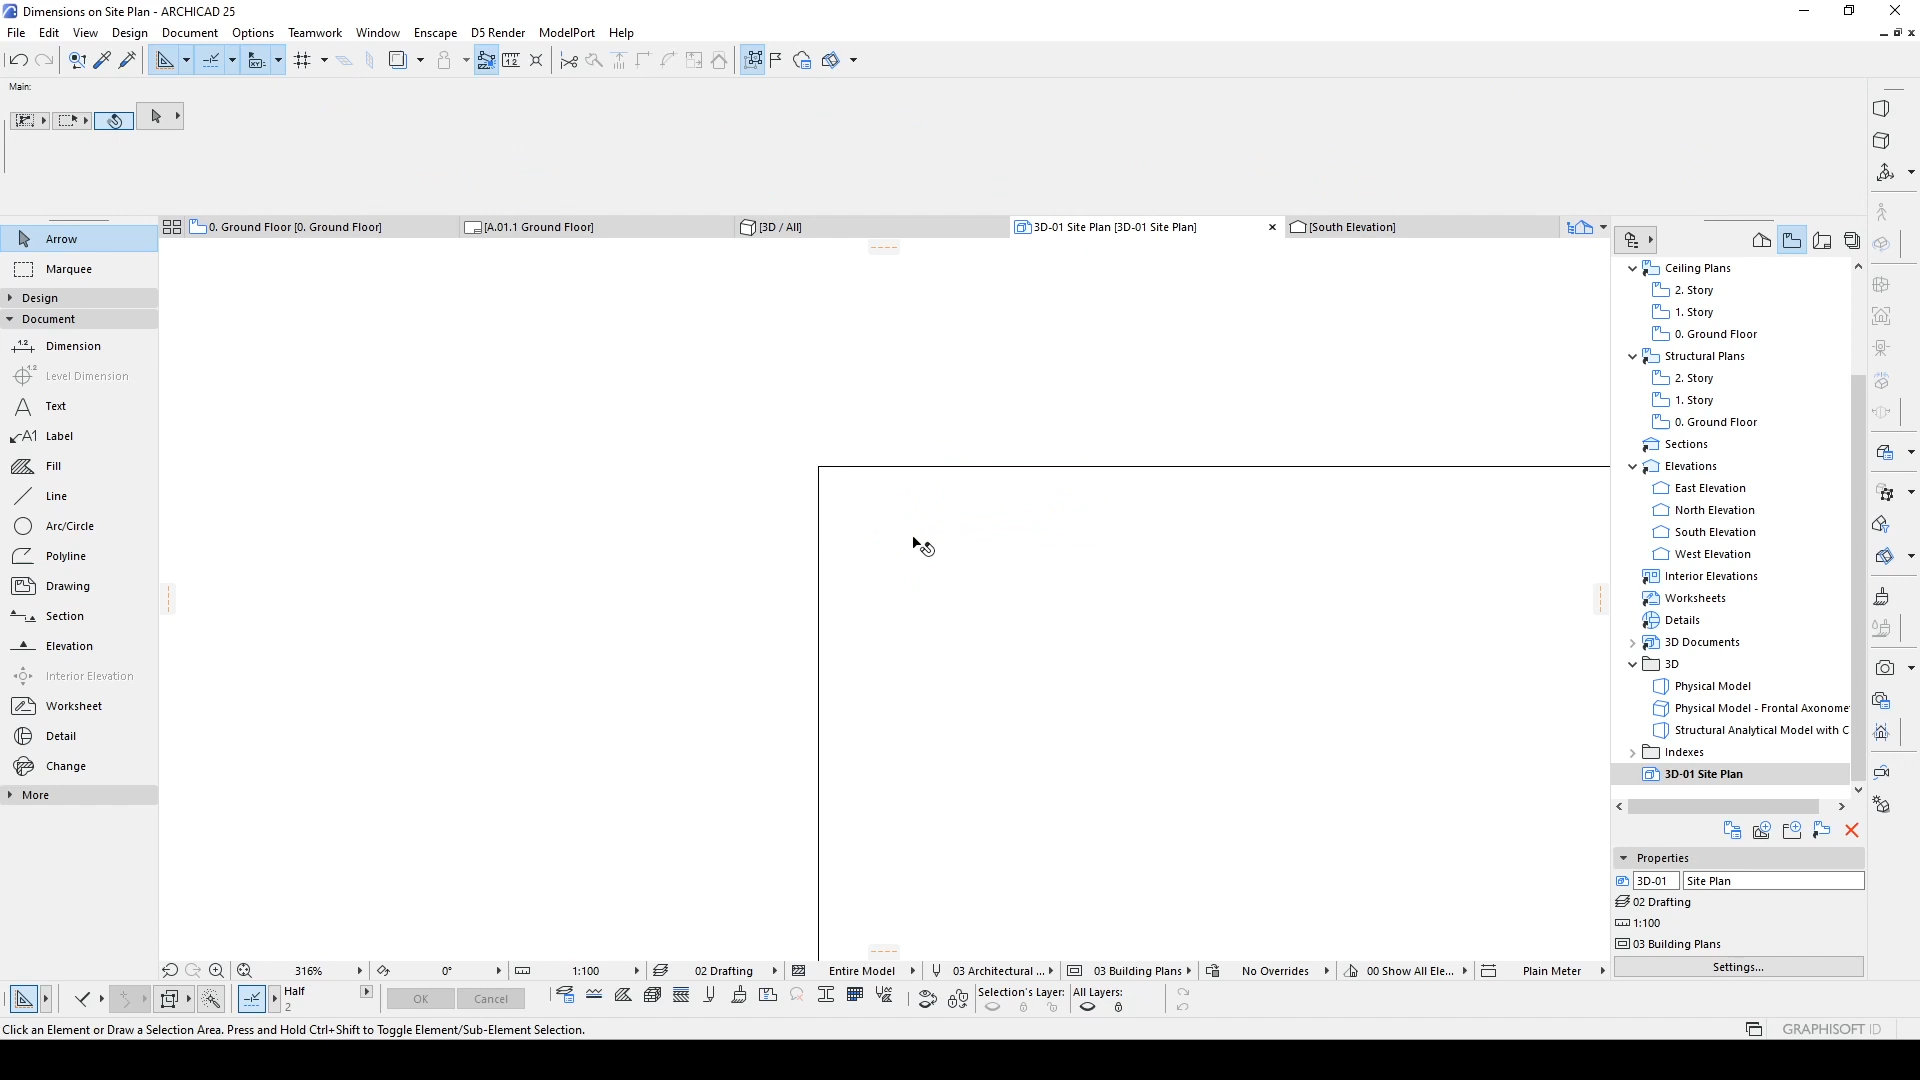 Dimensions on Site Plan - ARCHICAD 25
File Edit View Design Document Options Teamwork Window Enscape D5 Render ModelPort Help
Main:
0. Ground Floor [0. Ground Floor]
[A.01.1 Ground Floor]
[3D / All]
3D-01 Site Plan [3D-01 Site Plan]
[South Elevation]
Arrow
Marquee
Design
Document
Dimension
Level Dimension
Text
Label
Fill
Line
Arc/Circle
Polyline
Drawing
Section
Elevation
Interior Elevation
Worksheet
Detail
Change
More
Ceiling Plans
2. Story
1. Story
0. Ground Floor
Structural Plans
2. Story
1. Story
0. Ground Floor
Sections
Elevations
East Elevation
North Elevation
South Elevation
West Elevation
Interior Elevations
Worksheets
Details
3D Documents
3D
Physical Model
Physical Model - Frontal Axonome
Structural Analytical Model with C
Indexes
3D-01 Site Plan
Properties
3D-01 Site Plan
02 Drafting
1:100
03 Building Plans
Settings...
316% 0° 1:100 02 Drafting Entire Model 03 Architectural ... 03 Building Plans No Overrides 00 Show All Ele... Plain Meter
Half
2
OK Cancel
Selection's Layer: All Layers:
Click an Element or Draw a Selection Area. Press and Hold Ctrl+Shift to Toggle Element/Sub-Element Selection.
GRAPHISOFT ID